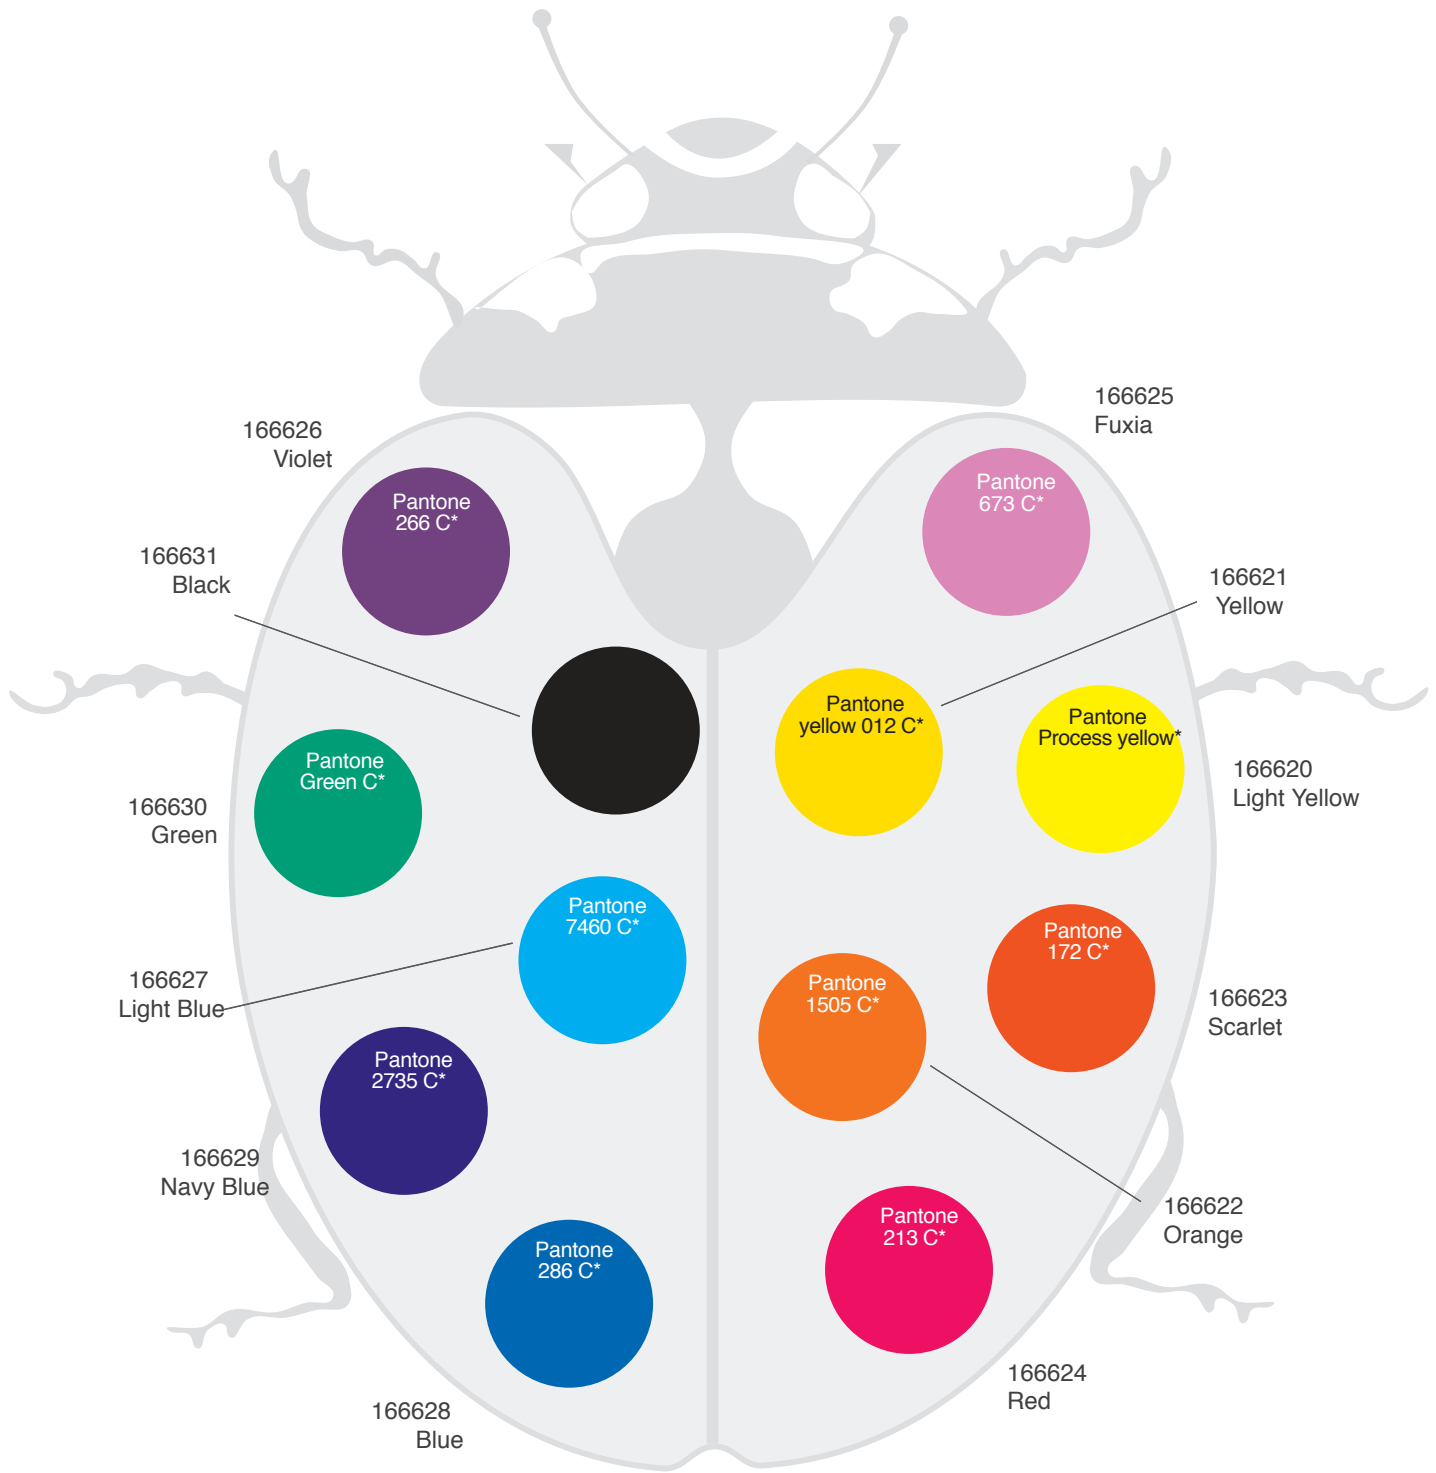 166625
Fuxia
166626
Violet
Pantone
673 C*
Pantone
266 C*
166631
Black
166621
Yellow
Pantone
yellow 012 C*
Pantone
Process yellow*
Pantone
Green C*
166620
Light Yellow
166630
Green
Pantone
7460 C*
Pantone
172 C*
166627
Light Blue
Pantone
1505 C*
166623
Scarlet
Pantone
2735 C*
166629
Navy Blue
166622
Orange
Pantone
213 C*
Pantone
286 C*
166624
Red
166628
Blue